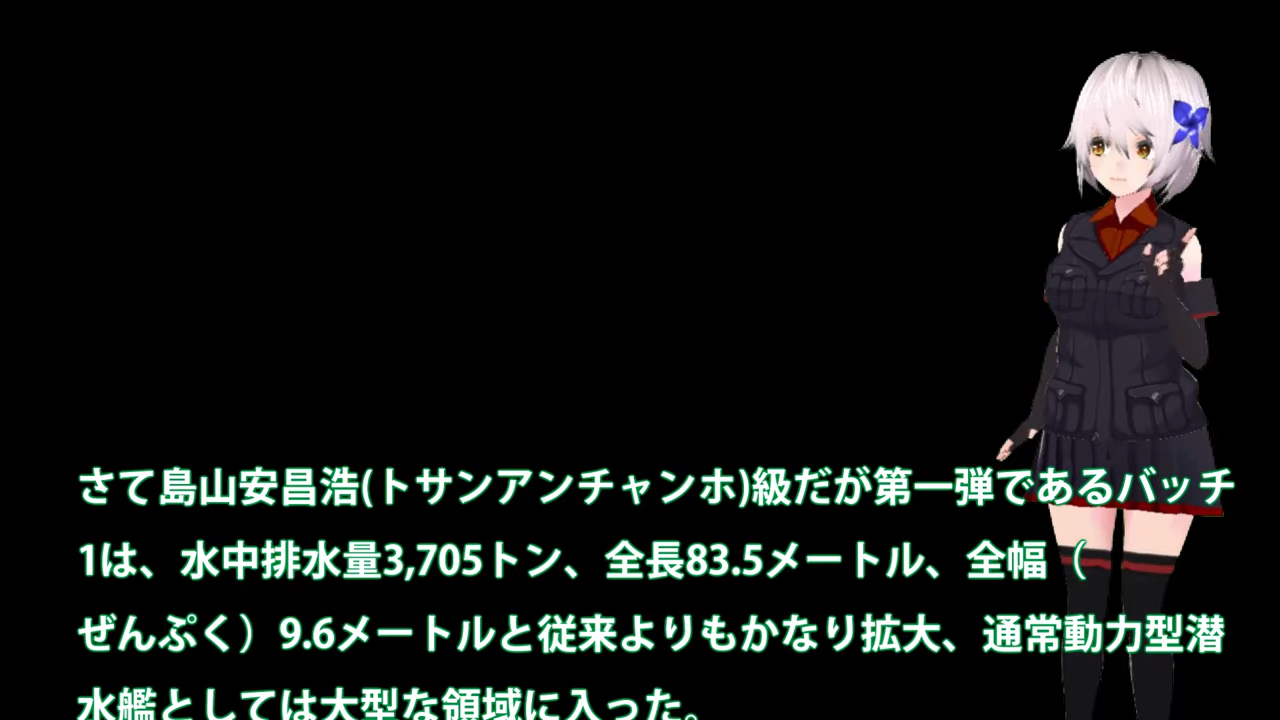 さて島山安昌浩(トサンアンチャンホ)級だが第一弾であるバッチ
1は、水中排水量3,705トン、全長83.5メートル、全幅（
ぜんぷく）9.6メートルと従来よりもかなり拡大、通常動力型潜
水艦としては大型な領域に入った。